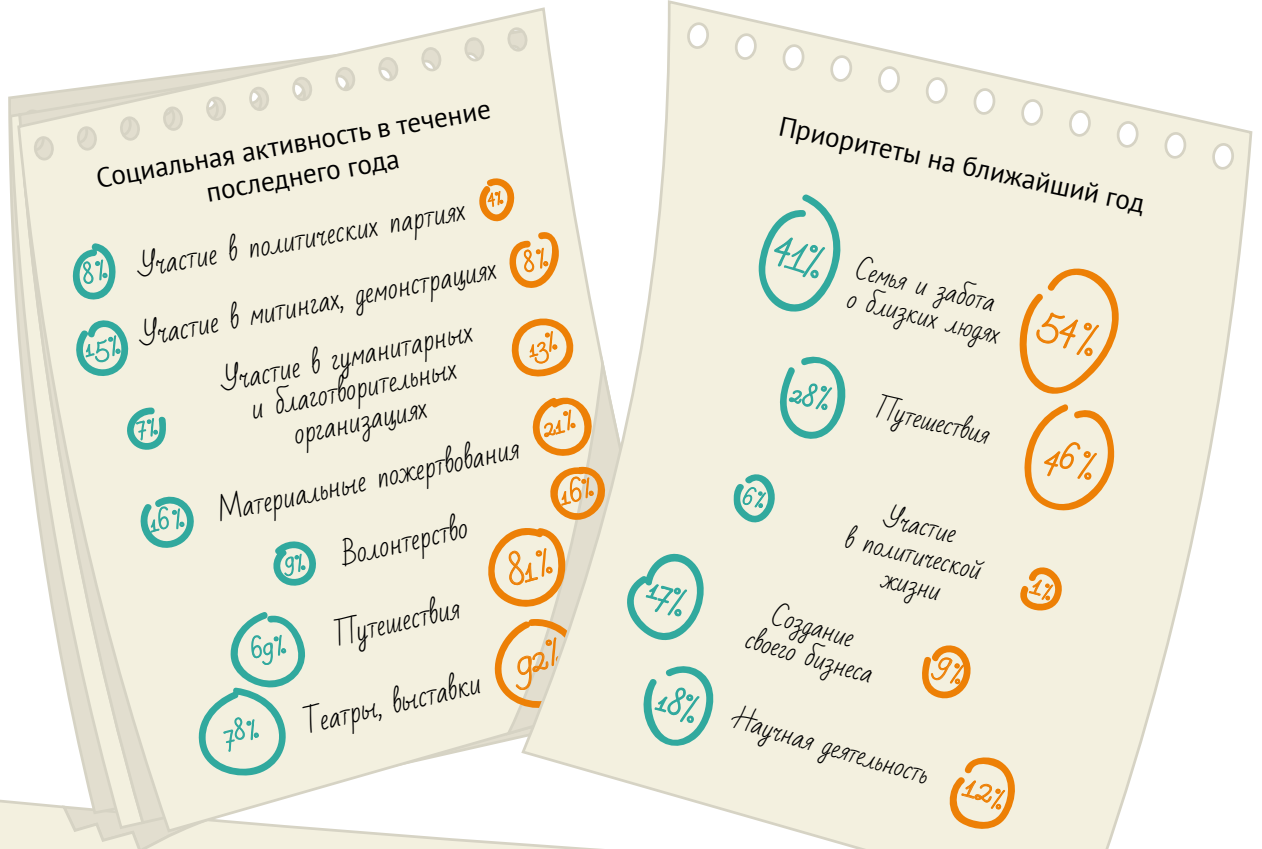 Социальная активность в течение
последнего года
8% Участие в политических партиях 4%
15% Участие в митингах, демонстрациях 8%
Участие в гуманитарных
7% и благотворительных 13%
организациях
16% Материальные пожертвования 21%
9% Волонтерство 16%
69% Путешествия 81%
78% Театры, выставки 92%
Приоритеты на ближайший год
41% Семья и забота
о близких людях 54%
28% Путешествия 46%
6% Участие
в политической
жизни 1%
17% Создание
своего бизнеса 9%
18% Научная деятельность 12%